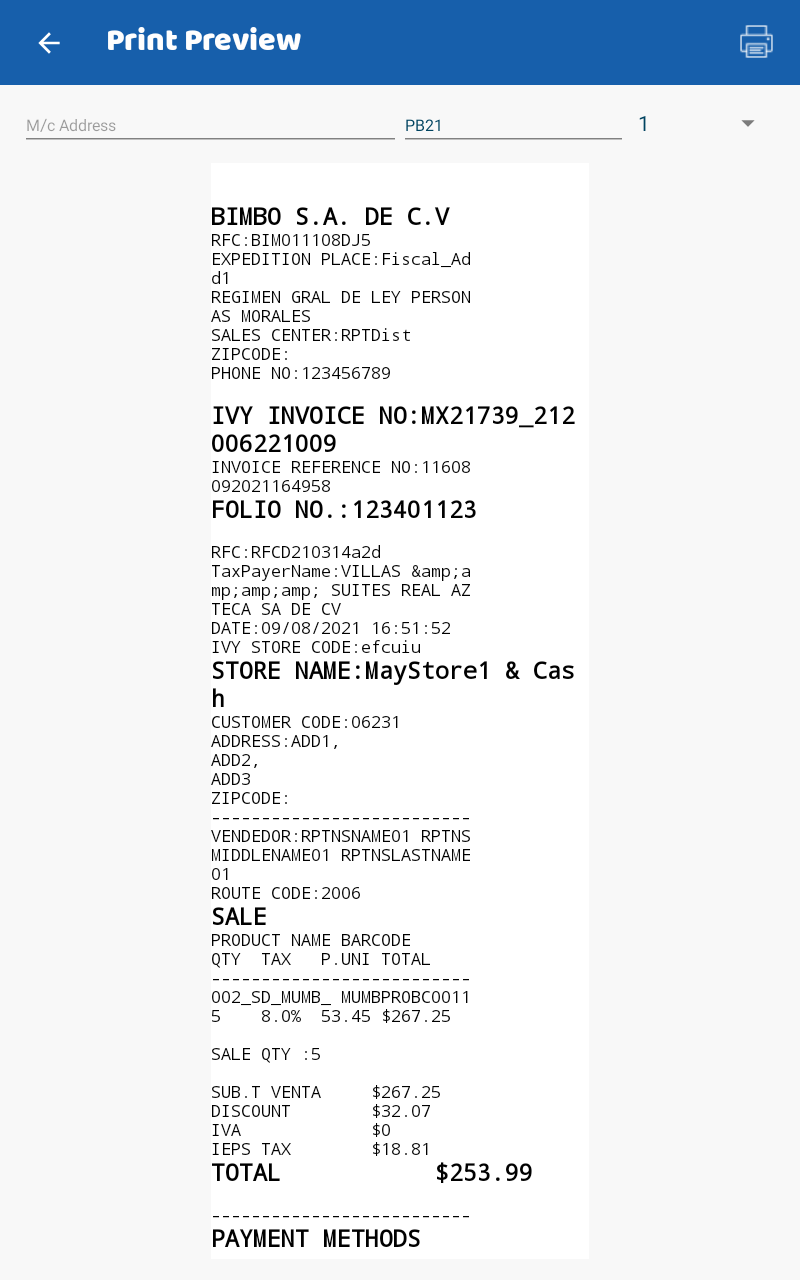 Print Preview
M/c Address
PB21
1
BIMBO S.A. DE C.V
RFC:BIM011108DJ5
EXPEDITION PLACE:Fiscal_Ad
d1
REGIMEN GRAL DE LEY PERSON
AS MORALES
SALES CENTER:RPTDist
ZIPCODE:
PHONE NO:123456789
IVY INVOICE NO:MX21739_212
006221009
INVOICE REFERENCE NO:11608
092021164958
FOLIO NO.:123401123
RFC:RFCD210314a2d
TaxPayerName:VILLAS &amp;a
mp;amp;amp; SUITES REAL AZ
TECA SA DE CV
DATE:09/08/2021 16:51:52
IVY STORE CODE:efcuiu
STORE NAME:MayStore1 & Cas
h
CUSTOMER CODE:06231
ADDRESS:ADD1,
ADD2,
ADD3
ZIPCODE:
--------------------------
VENDEDOR:RPTNSNAME01 RPTNS
MIDDLENAME01 RPTNSLASTNAME
01
ROUTE CODE:2006
SALE
PRODUCT NAME BARCODE
QTY  TAX   P.UNI TOTAL
--------------------------
002_SD_MUMB_ MUMBPROBC0011
5    8.0%  53.45 $267.25
SALE QTY :5
SUB.T VENTA     $267.25
DISCOUNT        $32.07
IVA             $0
IEPS TAX        $18.81
TOTAL           $253.99
--------------------------
PAYMENT METHODS